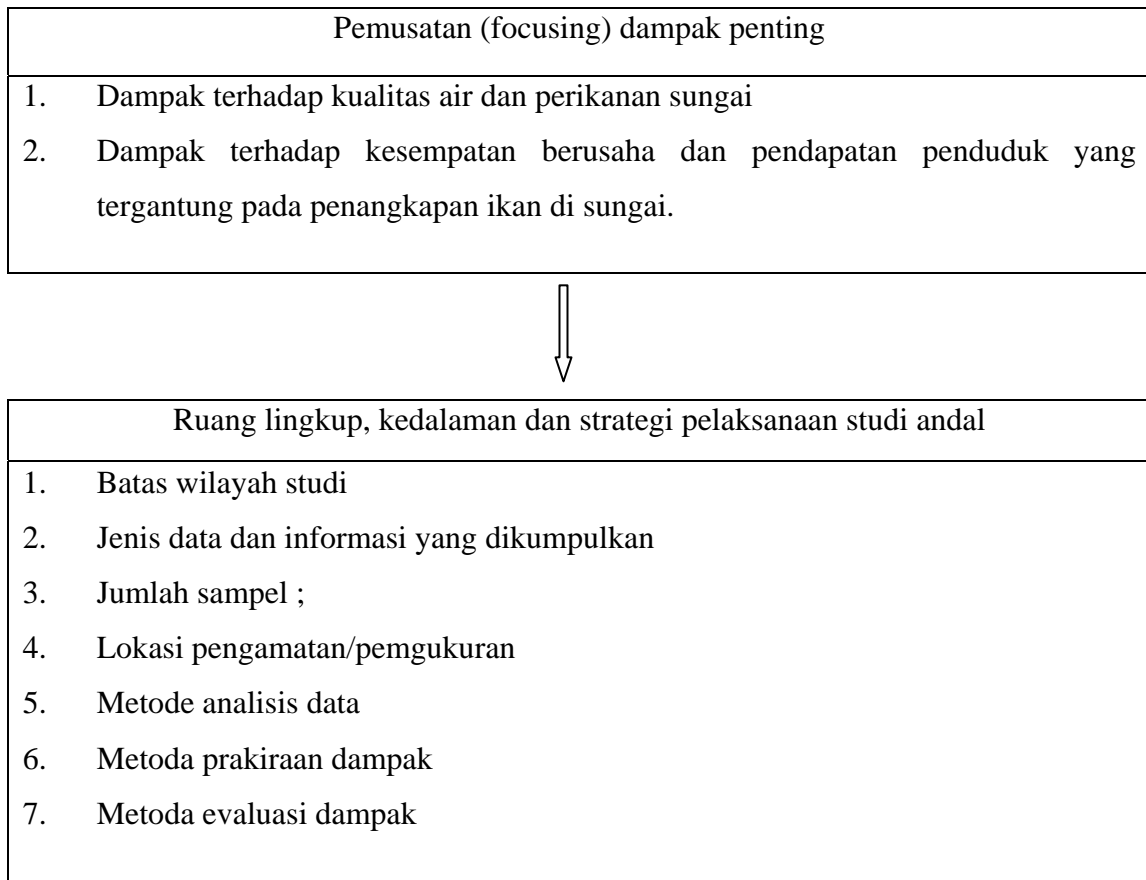 Pemusatan (focusing) dampak penting
1. Dampak terhadap kualitas air dan perikanan sungai
2. Dampak terhadap kesempatan berusaha dan pendapatan penduduk yang
tergantung pada penangkapan ikan di sungai.
Ruang lingkup, kedalaman dan strategi pelaksanaan studi andal
1. Batas wilayah studi
2. Jenis data dan informasi yang dikumpulkan
3. Jumlah sampel ;
4. Lokasi pengamatan/pemgukuran
5. Metode analisis data
6. Metoda prakiraan dampak
7. Metoda evaluasi dampak